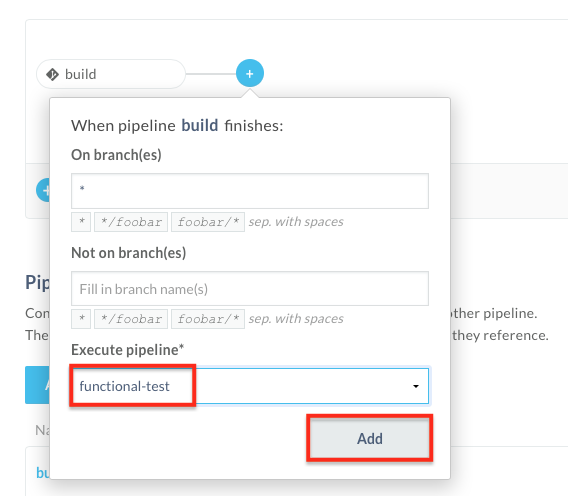 build
+
When pipeline build finishes:
On branch(es)
*
* */foobar foobar/* sep. with spaces
Not on branch(es)
Fill in branch name(s)
* */foobar foobar/* sep. with spaces
Pip
Con
other pipeline.
The
they reference.
Execute pipeline*
functional-test
Add
Na
bu